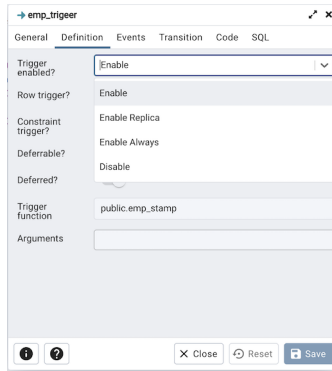 emp_trigeer
General Definition Events Transition Code SQL
Trigger
enabled?
Enable
Row trigger?
Enable
Constraint
trigger?
Enable Replica
Enable Always
Deferrable?
Disable
Deferred?
Trigger
function
public.emp_stamp
Arguments
Close Reset Save